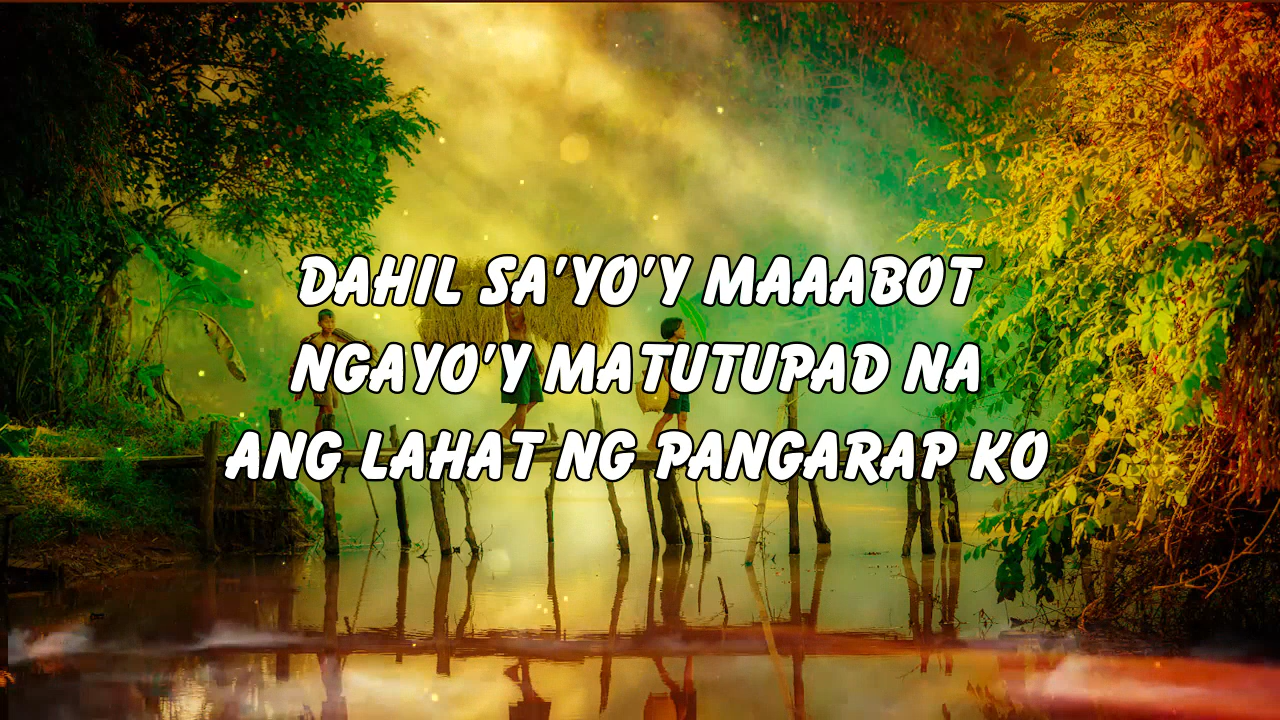 DAHIL SA'YO'Y MAAABOT
NGAYO'Y MATUTUPAD NA
ANG LAHAT NG PANGARAP KO